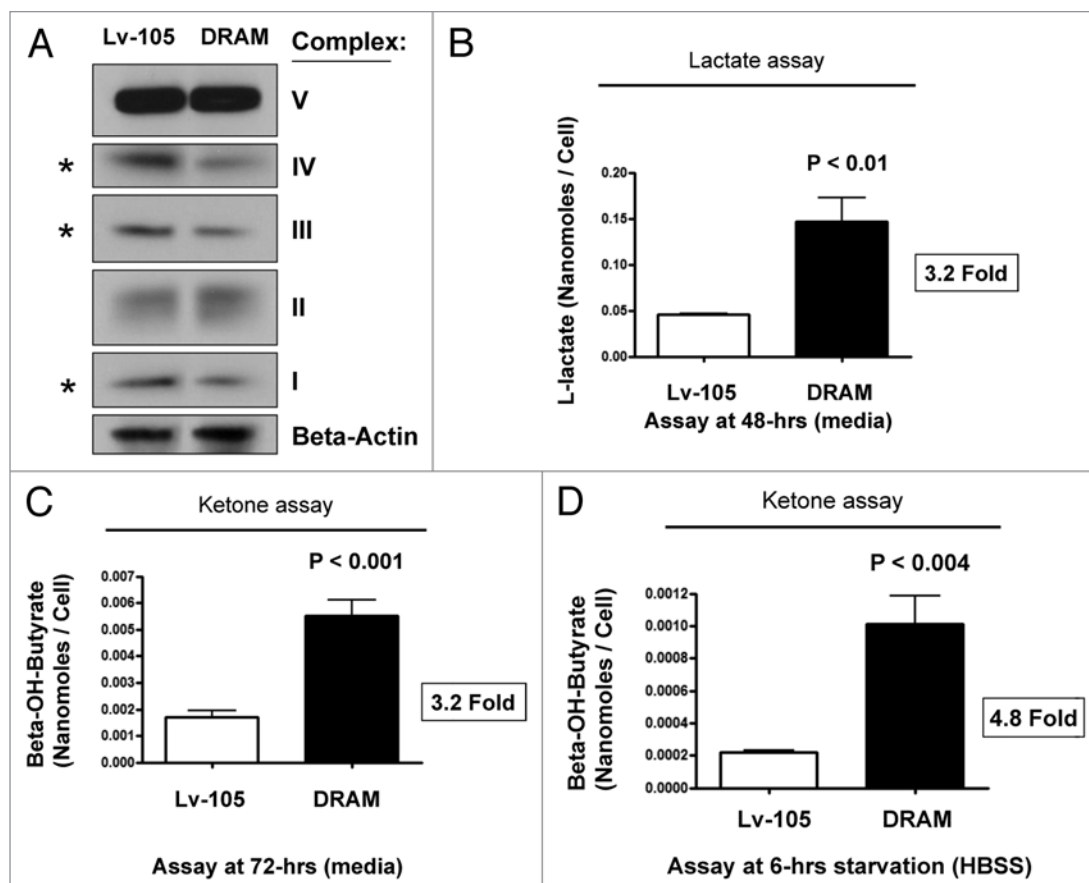 A
Lv-105 DRAM Complex:
V
* IV
* III
II
* I
Beta-Actin
B
Lactate assay
L-lactate (Nanomoles / Cell)
P < 0.01
0.20
0.15
0.10
0.05
0.00
3.2 Fold
Lv-105 DRAM
Assay at 48-hrs (media)
C
Ketone assay
Beta-OH-Butyrate
(Nanomoles / Cell)
P < 0.001
0.007
0.006
0.005
0.004
0.003
0.002
0.001
0.000
3.2 Fold
Lv-105 DRAM
Assay at 72-hrs (media)
D
Ketone assay
Beta-OH-Butyrate
(Nanomoles / Cell)
P < 0.004
0.0012
0.0010
0.0008
0.0006
0.0004
0.0002
0.0000
4.8 Fold
Lv-105 DRAM
Assay at 6-hrs starvation (HBSS)